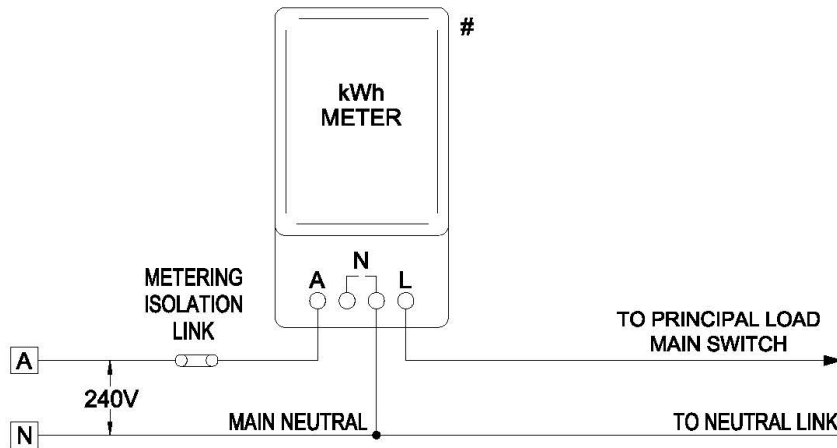 #
kWh
METER
N
A
L
METERING
ISOLATION
LINK
TO PRINCIPAL LOAD
MAIN SWITCH
A
240V
MAIN NEUTRAL
TO NEUTRAL LINK
N